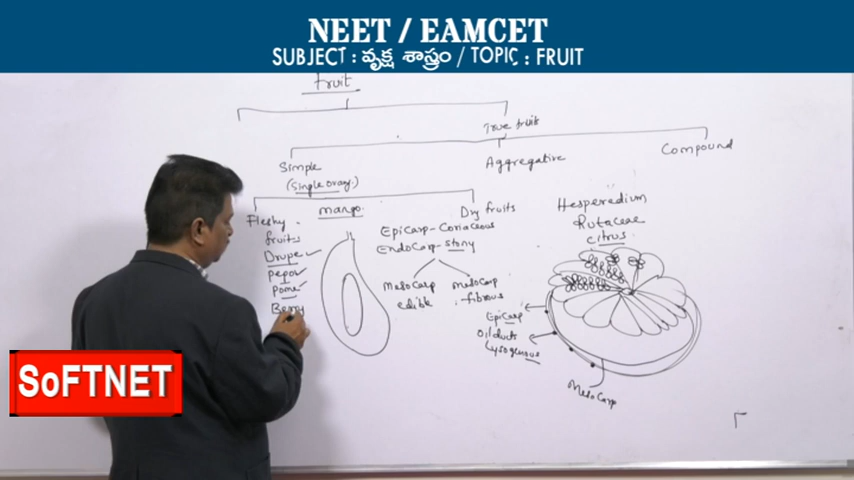 NEET / EAMCET
SUBJECT : వృక్ష శాస్త్రం / TOPIC : FRUIT
fruit
True fruit
Simple
(Single ovary.)
Aggregative
Compound
Fleshy
fruits
Drupe
Pepo
Pome
Berry
mango.
Dry fruits
EpiCarp-Coriaceous
EndoCarp-stony
MesoCarp
edible
MesoCarp
fibrous
Hesperedium
Rutaceae
citrus
EpiCarp
Oil ducts
Lysogenous
MesoCarp
SoFTNET